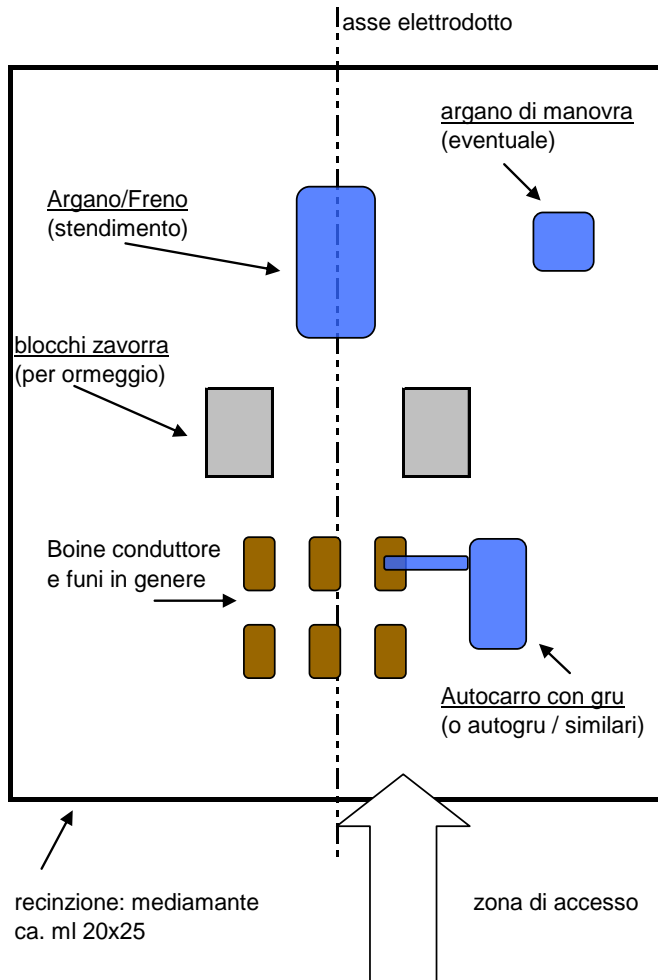 asse elettrodotto
argano di manovra
(eventuale)
Argano/Freno
(stendimento)
blocchi zavorra
(per ormeggio)
Boine conduttore
e funi in genere
Autocarro con gru
(o autogru / similari)
recinzione: mediamante
ca. ml 20x25
zona di accesso